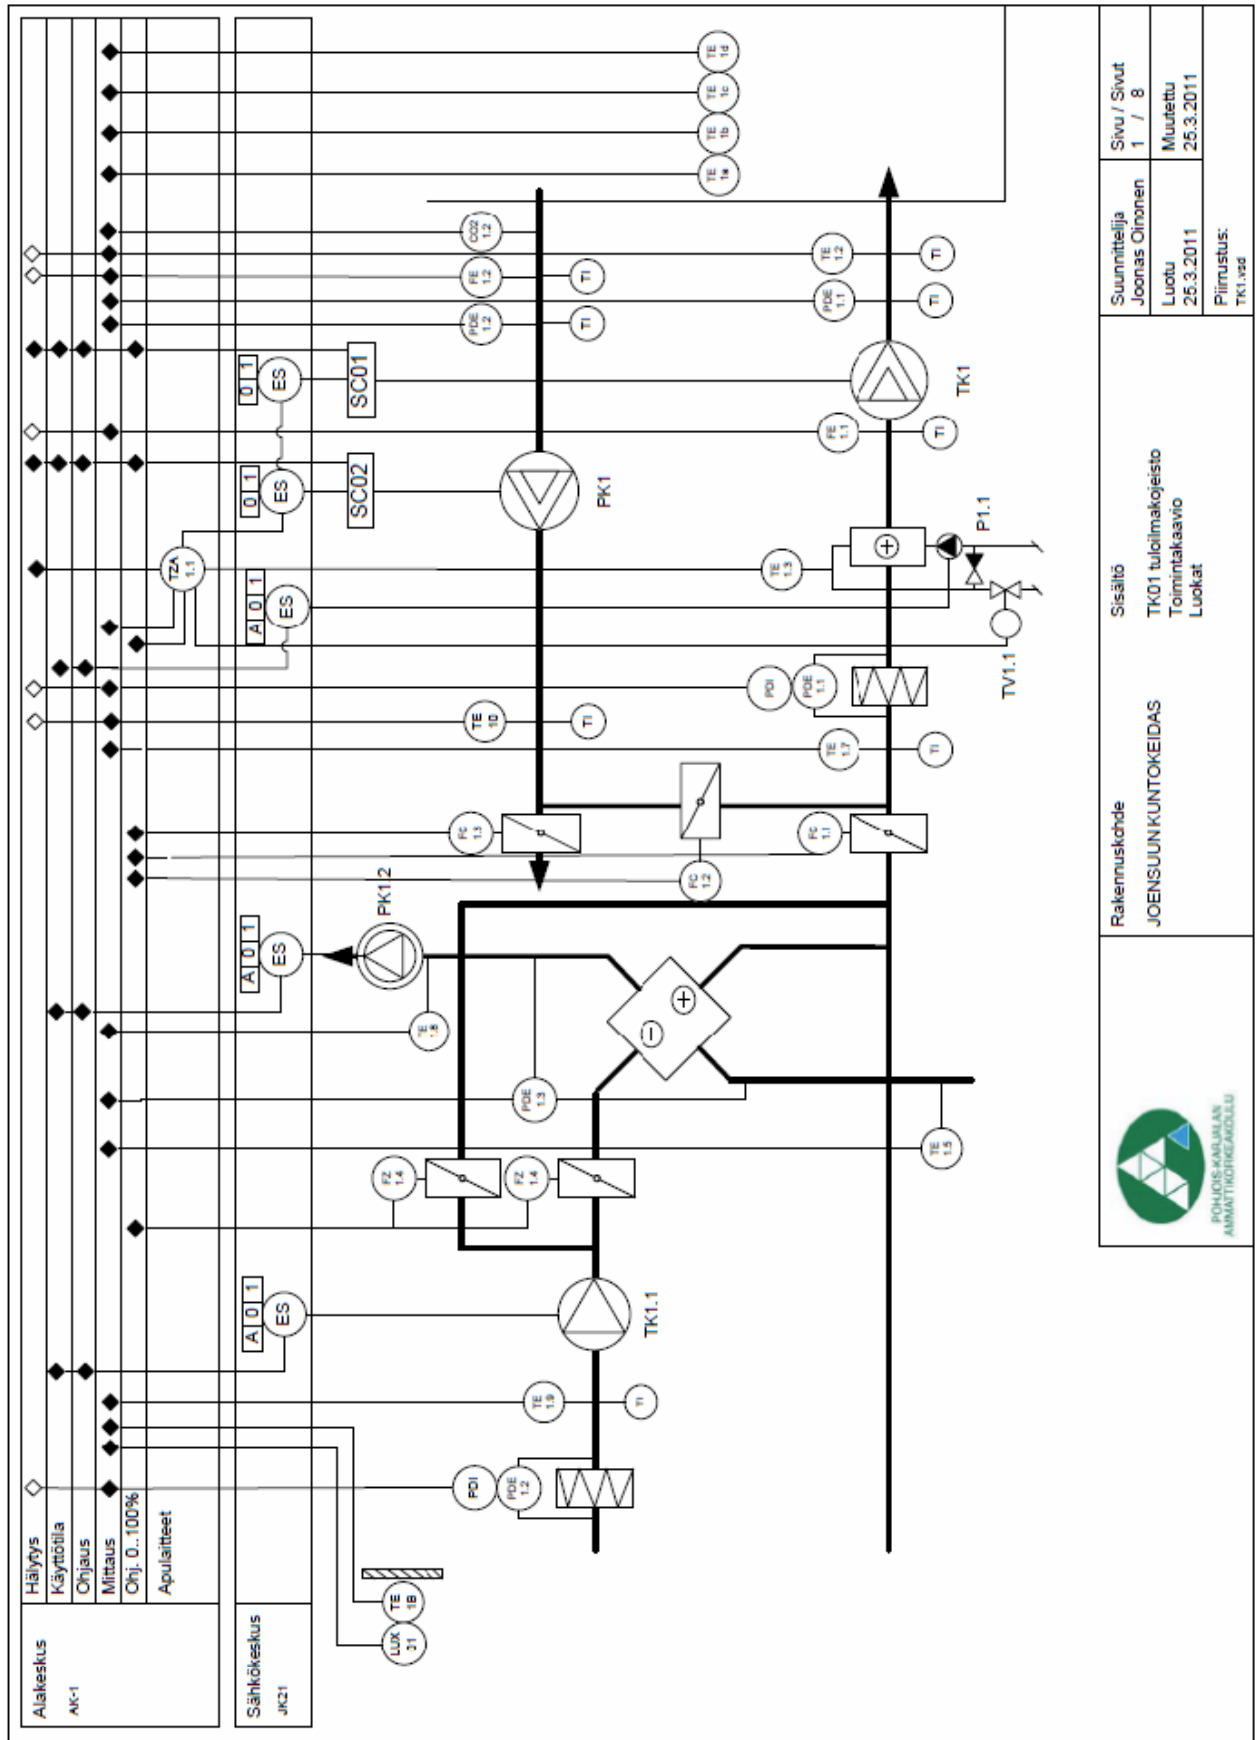 Alakeskus
AK-1
Hälytys
Käyttötila
Ohjaus
Mittaus
Ohj. 0..100%
Apulaitteet
Sähkökeskus
JK21
LUX
31
TE
1B
PDI
PDE
1.2
TE
1.9
TI
A 0 1
ES
TK1.1
FZ
1.4
FZ
1.4
PDE
1.3
TE
1.5
TE
1.8
A 0 1
ES
PK1.2
FC
1.3
FC
1.2
FC
1.1
TE
10
TI
TE
1.7
TI
PDI
PDE
1.1
A 0 1
ES
TZA
1.1
TE
1.3
TV1.1
P1.1
0 1
ES
SC02
PK1
0 1
ES
SC01
FE
1.1
TI
TK1
PDE
1.2
TI
FE
1.2
TI
CO2
1.2
PDE
1.1
TI
TE
1.2
TI
TE
1a
TE
1b
TE
1c
TE
1d
POHJOIS-KARJALAN
AMMATTIKORKEAKOULU
Rakennuskohde
JOENSUUN KUNTOKEIDAS
Sisältö
TK01 tuloilmakojeisto
Toimintakaavio
Luokat
Suunnittelija
Joonas Oinonen
Sivu / Sivut
1 / 8
Luotu
25.3.2011
Muutettu
25.3.2011
Piirrustus:
TK1.vsd